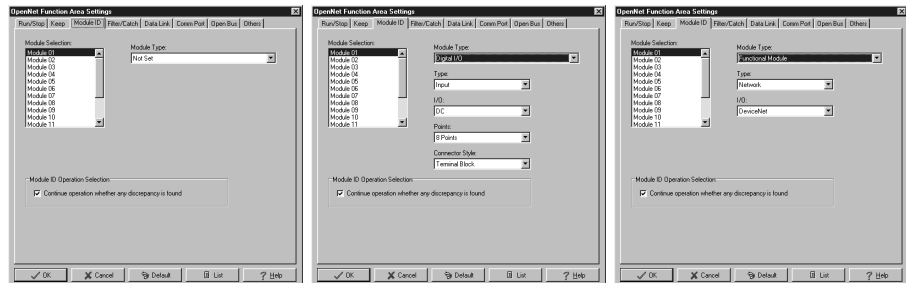 OpenNet Function Area Settings
Run/Stop Keep Module ID Filter/Catch Data Link Comm Port Open Bus Others
Module Selection:
Module 01
Module 02
Module 03
Module 04
Module 05
Module 06
Module 07
Module 08
Module 09
Module 10
Module 11
Module Type:
Not Set
Module ID Operation Selection
Continue operation whether any discrepancy is found
OK Cancel Default List Help
OpenNet Function Area Settings
Run/Stop Keep Module ID Filter/Catch Data Link Comm Port Open Bus Others
Module Selection:
Module 01
Module 02
Module 03
Module 04
Module 05
Module 06
Module 07
Module 08
Module 09
Module 10
Module 11
Module Type:
Digital I/O
Type:
Input
I/O:
DC
Points:
8 Points
Connector Style:
Terminal Block
Module ID Operation Selection
Continue operation whether any discrepancy is found
OK Cancel Default List Help
OpenNet Function Area Settings
Run/Stop Keep Module ID Filter/Catch Data Link Comm Port Open Bus Others
Module Selection:
Module 01
Module 02
Module 03
Module 04
Module 05
Module 06
Module 07
Module 08
Module 09
Module 10
Module 11
Module Type:
Functional Module
Type:
Network
I/O:
DeviceNet
Module ID Operation Selection
Continue operation whether any discrepancy is found
OK Cancel Default List Help